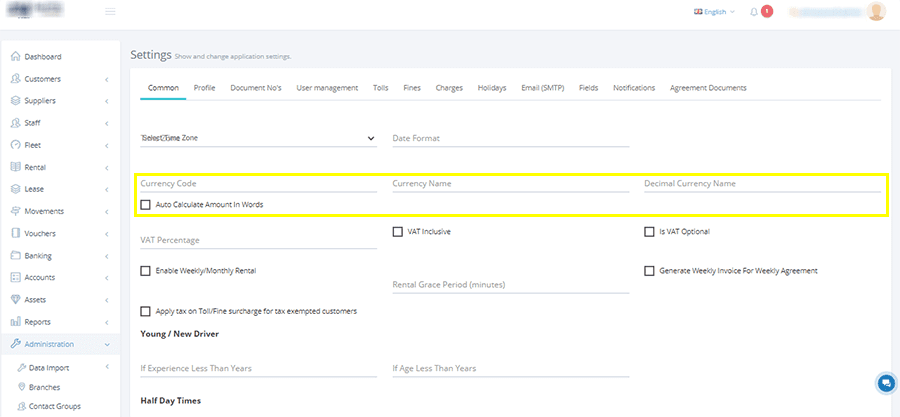 English
1
Dashboard
Customers
Suppliers
Staff
Fleet
Rental
Lease
Movements
Vouchers
Banking
Accounts
Assets
Reports
Administration
Data Import
Branches
Contact Groups
Settings Show and change application settings.
Common Profile Document No's User management Tolls Fines Charges Holidays Email (SMTP) Fields Notifications Agreement Documents
Select Time Zone Date Format
Currency Code Currency Name Decimal Currency Name
Auto Calculate Amount In Words
VAT Percentage VAT Inclusive Is VAT Optional
Enable Weekly/Monthly Rental Rental Grace Period (minutes) Generate Weekly Invoice For Weekly Agreement
Apply tax on Toll/Fine surcharge for tax exempted customers
Young / New Driver
If Experience Less Than Years If Age Less Than Years
Half Day Times